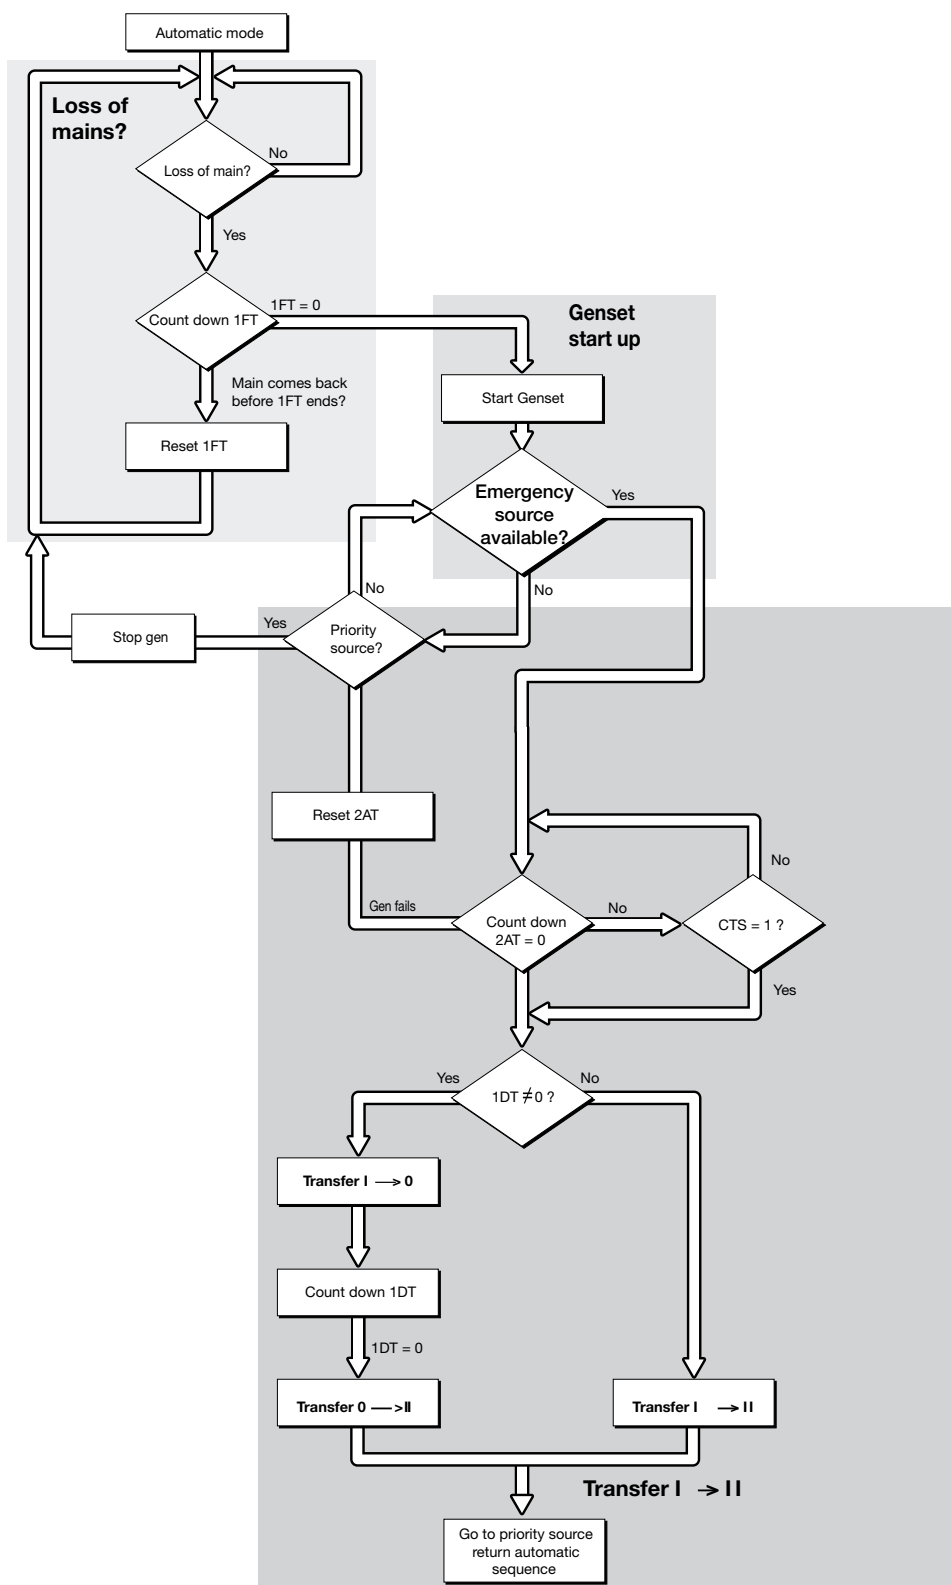 Automatic mode
Loss of
mains?
No
Loss of main?
Yes
1FT = 0
Count down 1FT
Genset
start up
Main comes back
before 1FT ends?
Start Genset
Reset 1FT
Emergency
source
available?
Yes
No
No
Yes
Priority
source?
Stop gen
Reset 2AT
No
Gen fails
No
Count down
2AT = 0
CTS = 1 ?
Yes
Yes
No
1DT ≠ 0 ?
Transfer I —> 0
Count down 1DT
1DT = 0
Transfer 0 —>II
Transfer I → II
Transfer I → II
Go to priority source
return automatic
sequence